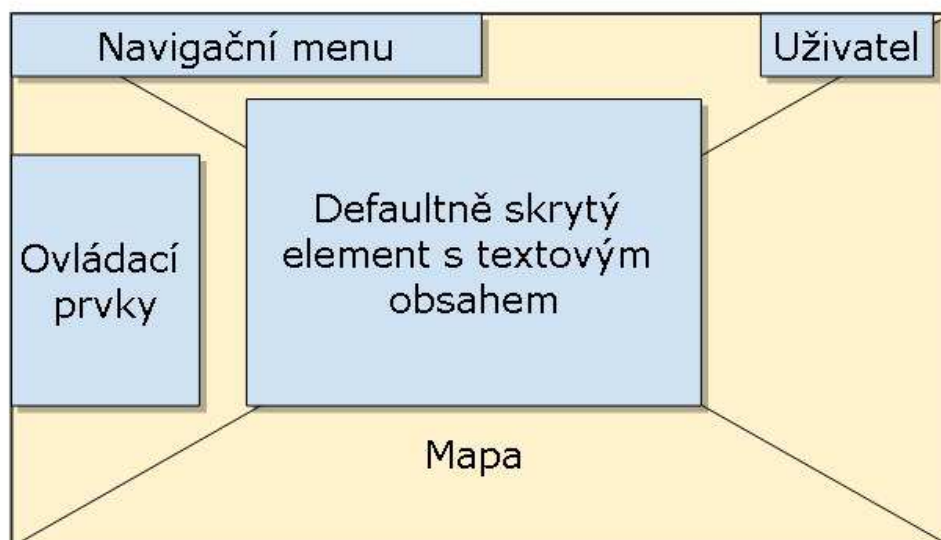 Navigační menu
Uživatel
Defaultně skrytý
element s textovým
obsahem
Ovládací
prvky
Mapa